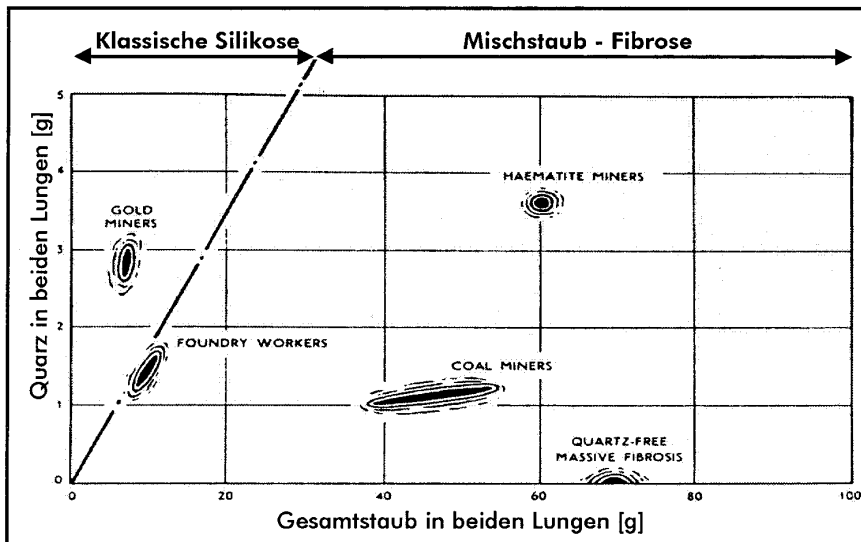 Klassische Silikose Mischstaub - Fibrose
5
4
3
2
1
0
Quarz in beiden Lungen [g]
HAEMATITE MINERS
GOLD
MINERS
FOUNDRY WORKERS
COAL MINERS
QUARTZ-FREE
MASSIVE FIBROSIS
0 20 40 60 80 100
Gesamtstaub in beiden Lungen [g]